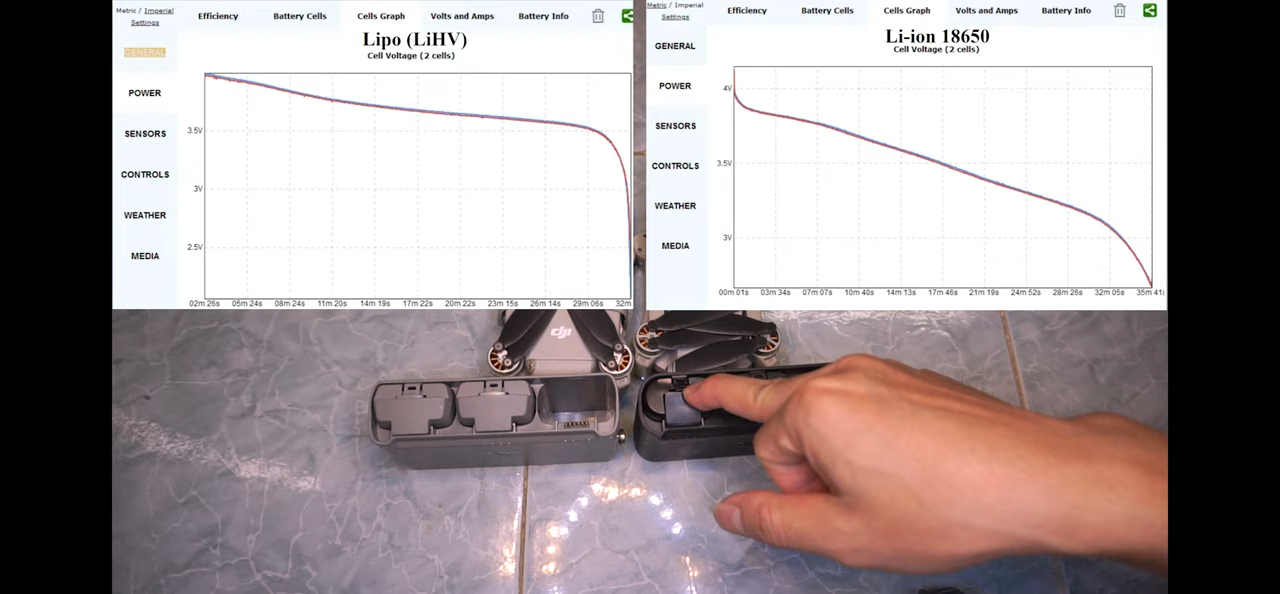 Metric / Imperial
Settings
Efficiency
Battery Cells
Cells Graph
Volts and Amps
Battery Info
GENERAL
POWER
SENSORS
CONTROLS
WEATHER
MEDIA
Lipo (LiHV)
Cell Voltage (2 cells)
3.5V
3V
2.5V
02m 26s 05m 24s 08m 24s 11m 20s 14m 19s 17m 22s 20m 22s 23m 15s 26m 14s 29m 06s 32m
Metric / Imperial
Settings
Efficiency
Battery Cells
Cells Graph
Volts and Amps
Battery Info
GENERAL
POWER
SENSORS
CONTROLS
WEATHER
MEDIA
Li-ion 18650
Cell Voltage (2 cells)
4V
3.5V
3V
00m 01s 03m 34s 07m 07s 10m 40s 14m 13s 17m 46s 21m 19s 24m 52s 28m 26s 32m 05s 35m 41s
dji